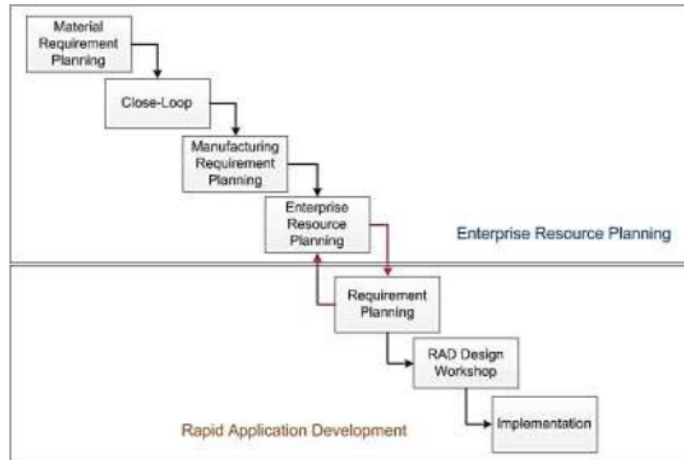 Material
Requirement
Planning
Close-Loop
Manufacturing
Requirement
Planning
Enterprise
Resource
Planning
Enterprise Resource Planning
Requirement
Planning
RAD Design
Workshop
Implementation
Rapid Application Development